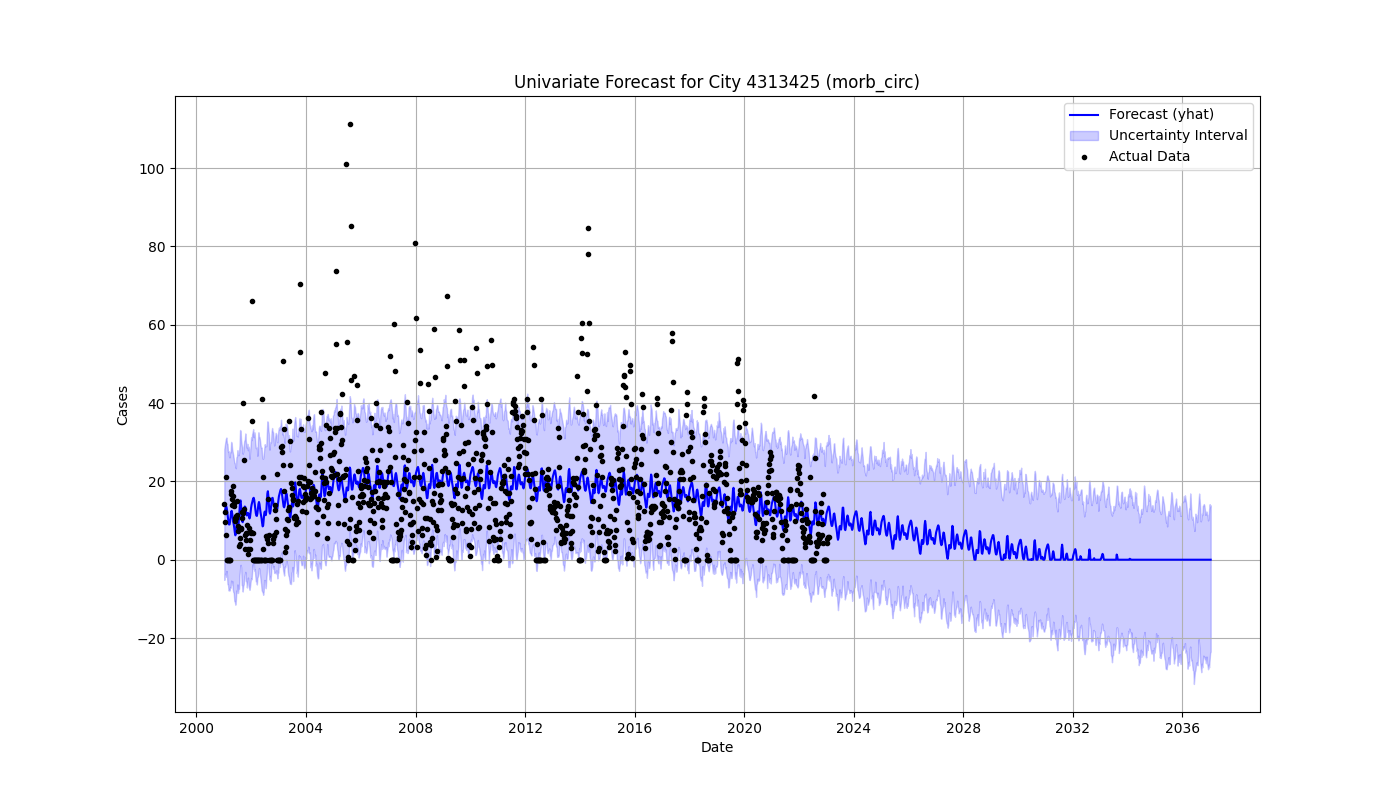 Univariate Forecast for City 4313425 (morb_circ)
Forecast (yhat)
Uncertainty Interval
Actual Data
Cases
100
80
60
40
20
0
−20
2000 2004 2008 2012 2016 2020 2024 2028 2032 2036
Date